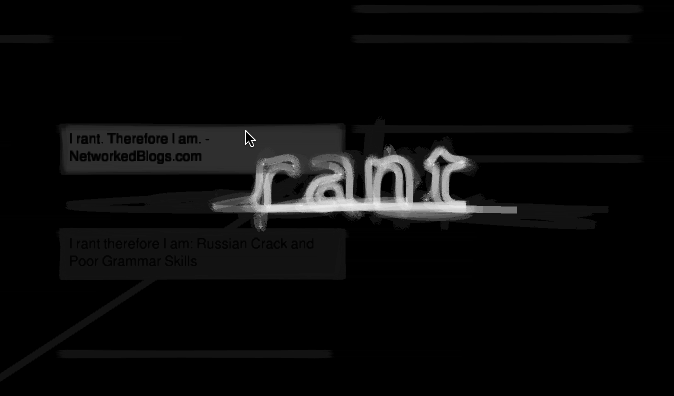 I rant. Therefore I am. -
NetworkedBlogs.com
rant
I rant therefore I am: Russian Crack and
Poor Grammar Skills